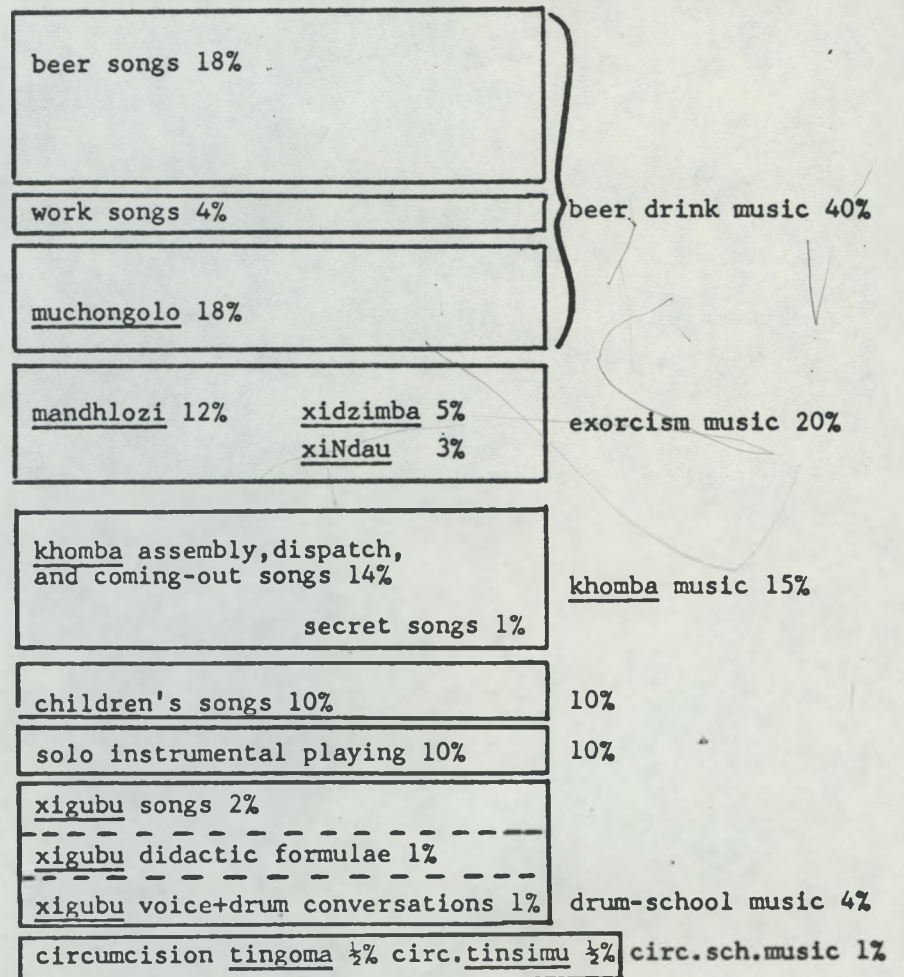 beer songs 18%
work songs 4% beer drink music 40%
muchongolo 18%
mandhlozi 12% xidzimba 5% exorcism music 20%
xiNdau 3%
khomba assembly,dispatch,
and coming-out songs 14% khomba music 15%
secret songs 1%
children's songs 10% 10%
solo instrumental playing 10% 10%
xigubu songs 2%
xigubu didactic formulae 1%
xigubu voice+drum conversations 1% drum-school music 4%
circumcision tingoma ½% circ.tinsimu ½% circ.sch.music 1%